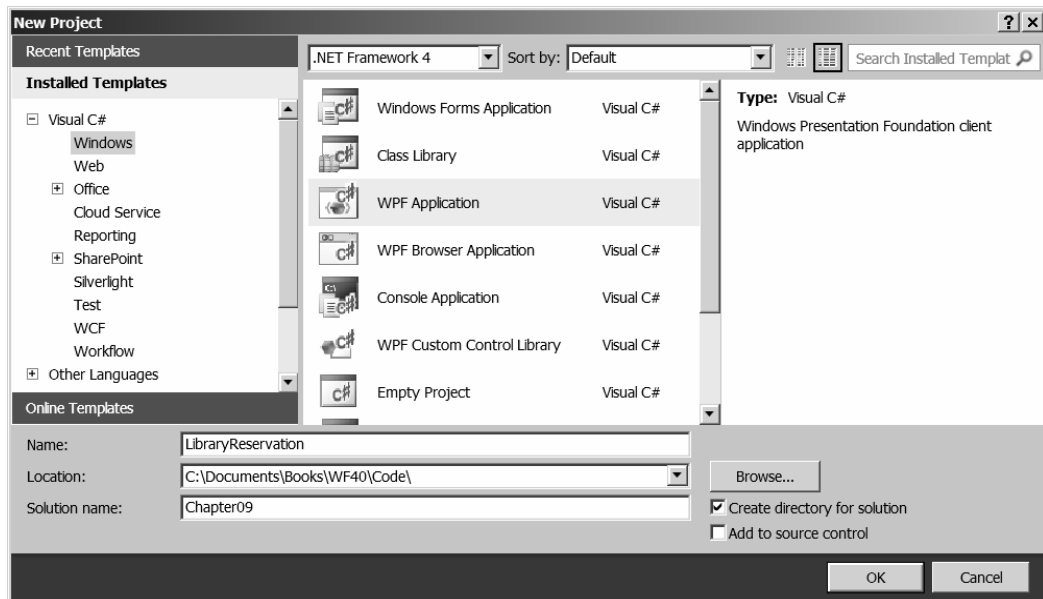 New Project
Recent Templates
Installed Templates
Visual C#
Windows
Web
Office
Cloud Service
Reporting
SharePoint
Silverlight
Test
WCF
Workflow
Other Languages
Online Templates
.NET Framework 4
Sort by: Default
Search Installed Templat
Windows Forms Application Visual C#
Class Library Visual C#
WPF Application Visual C#
WPF Browser Application Visual C#
Console Application Visual C#
WPF Custom Control Library Visual C#
Empty Project Visual C#
Type: Visual C#
Windows Presentation Foundation client
application
Name: LibraryReservation
Location: C:\Documents\Books\WF40\Code\
Browse...
Solution name: Chapter09
Create directory for solution
Add to source control
OK Cancel